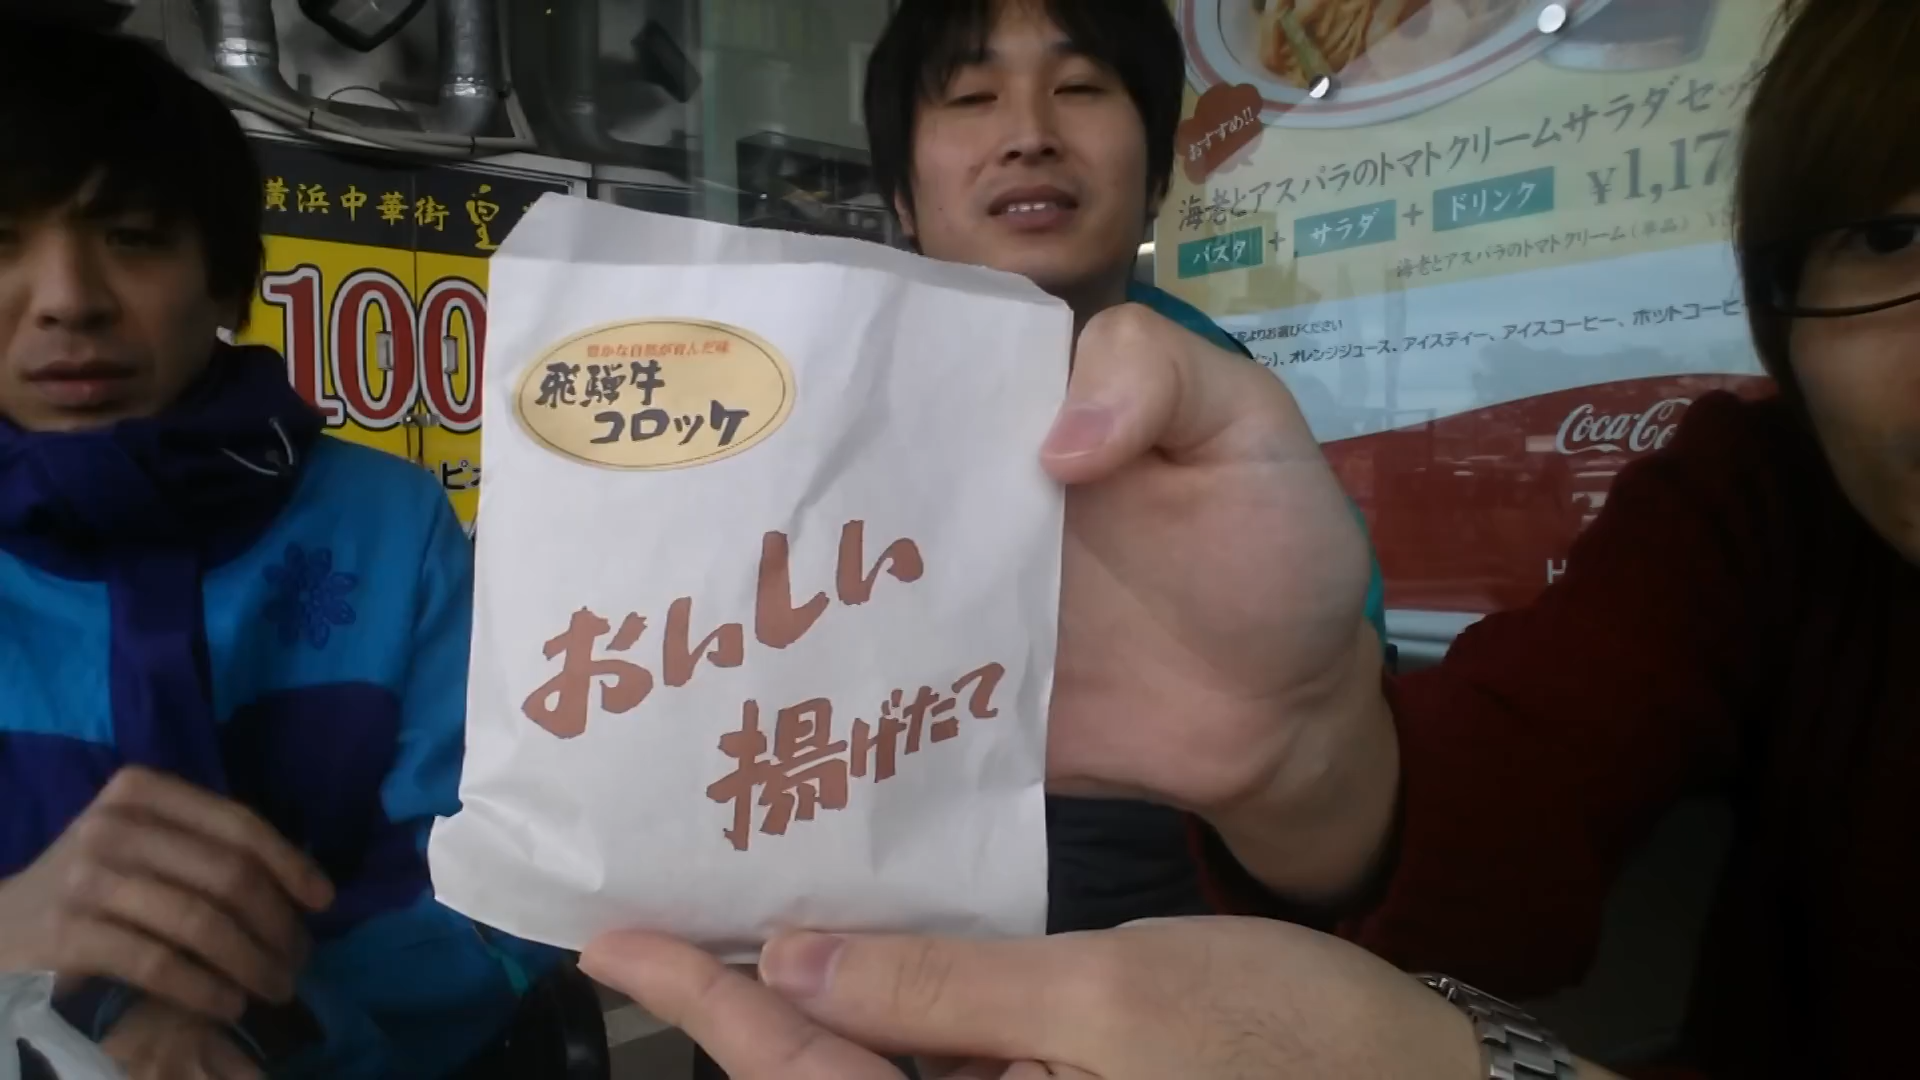 横浜中華街 皇
100
ピ
豊かな自然が育んだ味
飛騨牛
コロッケ
おいしい
揚げたて
おすすめ!!
海老とアスパラのトマトクリームサラダセッ
パスタ + サラダ + ドリンク ¥1,17
海老とアスパラのトマトクリーム(単品)
よりお選びください
オレンジジュース、アイスティー、アイスコーヒー、ホットコーヒー
Coca-Co